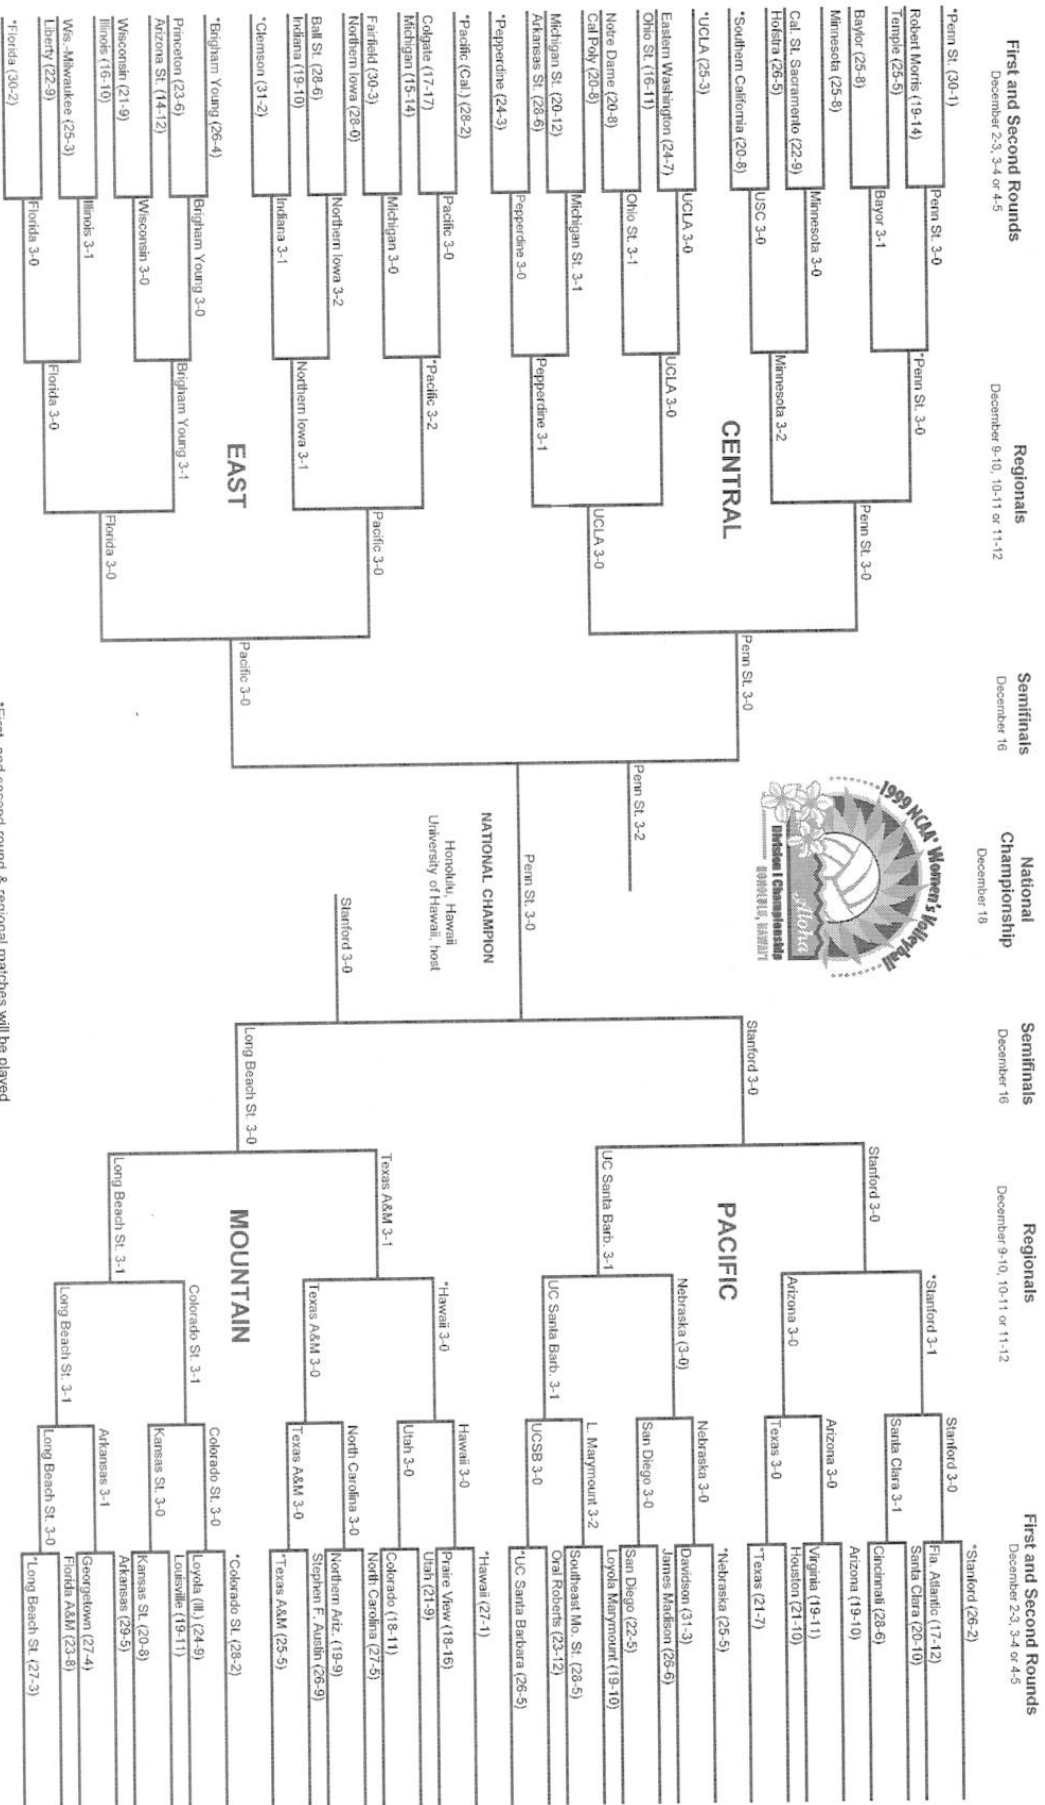 First and Second Rounds
December 2-3, 3-4 or 4-5
Regionals
December 9-10, 10-11 or 11-12
Semifinals
December 16
National
Championship
December 18
Semifinals
December 16
Regionals
December 9-10, 10-11 or 11-12
First and Second Rounds
December 2-3, 3-4 or 4-5
*Penn St. (30-1)
Robert Morris (19-14)
Temple (25-5)
Baylor (25-8)
Minnesota (25-8)
Cal. St. Sacramento (22-9)
Hofstra (26-5)
*Southern California (20-8)
*UCLA (25-3)
Eastern Washington (24-7)
Ohio St. (16-11)
Notre Dame (20-8)
Cal Poly (20-8)
Michigan St. (20-12)
Arkansas St. (28-6)
*Pepperdine (24-3)
*Pacific (Cal.) (28-2)
Colgate (17-17)
Michigan (15-14)
Fairfield (30-3)
Northern Iowa (28-0)
Ball St. (28-6)
Indiana (19-10)
*Clemson (31-2)
*Brigham Young (26-4)
Princeton (23-6)
Arizona St. (14-12)
Wisconsin (21-9)
Illinois (16-10)
Wis.-Milwaukee (25-3)
Liberty (22-9)
*Florida (30-2)
Penn St. 3-0
Bayor 3-1
Minnesota 3-0
USC 3-0
UCLA 3-0
Ohio St. 3-1
Michigan St. 3-1
Pepperdine 3-0
Pacific 3-0
Michigan 3-0
Northern Iowa 3-2
Indiana 3-1
Brigham Young 3-0
Wisconsin 3-0
Illinois 3-1
Florida 3-0
*Penn St. 3-0
Minnesota 3-2
UCLA 3-0
Pepperdine 3-1
*Pacific 3-2
Northern Iowa 3-1
Brigham Young 3-1
Florida 3-0
CENTRAL
EAST
Penn St. 3-0
UCLA 3-0
Pacific 3-0
Florida 3-0
Penn St. 3-0
Pacific 3-0
1999 NCAA Women's Volleyball
Aloha
Division I Championship
HONOLULU, HAWAI'I
Penn St. 3-2
Penn St. 3-0
NATIONAL CHAMPION
Honolulu, Hawaii
University of Hawaii, host
Stanford 3-0
Stanford 3-0
Long Beach St. 3-0
Stanford 3-0
UC Santa Barb. 3-1
Texas A&M 3-1
Long Beach St. 3-1
PACIFIC
MOUNTAIN
*Stanford 3-1
Arizona 3-0
Nebraska (3-0)
UC Santa Barb. 3-1
*Hawaii 3-0
Texas A&M 3-0
Colorado St. 3-1
Long Beach St. 3-1
Stanford 3-0
Santa Clara 3-1
Arizona 3-0
Texas 3-0
Nebraska 3-0
San Diego 3-0
L. Marymount 3-2
UCSB 3-0
Hawaii 3-0
Utah 3-0
North Carolina 3-0
Texas A&M 3-0
Colorado St. 3-0
Kansas St. 3-0
Arkansas 3-1
Long Beach St. 3-0
*Stanford (26-2)
Fla. Atlantic (17-12)
Santa Clara (20-10)
Cincinnati (28-6)
Arizona (19-10)
Virginia (19-11)
Houston (21-10)
*Texas (21-7)
*Nebraska (25-5)
Davidson (31-3)
James Madison (26-6)
San Diego (22-5)
Loyola Marymount (19-10)
Southeast Mo. St. (28-5)
Oral Roberts (23-12)
*UC Santa Barbara (26-5)
*Hawaii (27-1)
Praire View (18-16)
Utah (21-9)
Colorado (18-11)
North Carolina (27-5)
Northern Ariz. (19-9)
Stephen F. Austin (26-9)
*Texas A&M (25-5)
*Colorado St. (28-2)
Loyola (Ill.) (24-9)
Louisville (19-11)
Kansas St. (20-8)
Arkansas (29-5)
Georgetown (27-4)
Florida A&M (23-8)
*Long Beach St. (27-3)
*First- and second-round & regional matches will be played